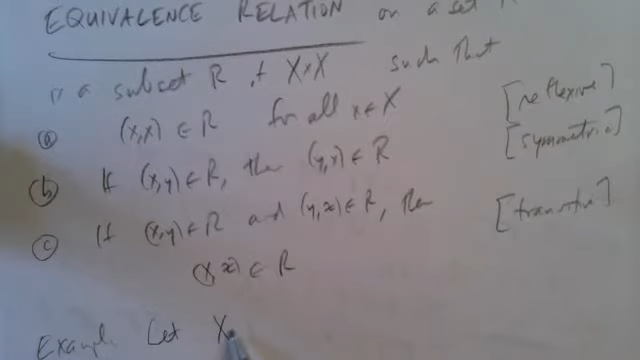 EQUIVALENCE RELATION on a set
is a subset R of X×X such that
(a) (x,x) ∈ R for all x ∈ X [reflexive]
(b) If (x,y) ∈ R, then (y,x) ∈ R [symmetric]
(c) If (x,y) ∈ R and (y,z) ∈ R, then [transitive]
(x,z) ∈ R
Example Let X